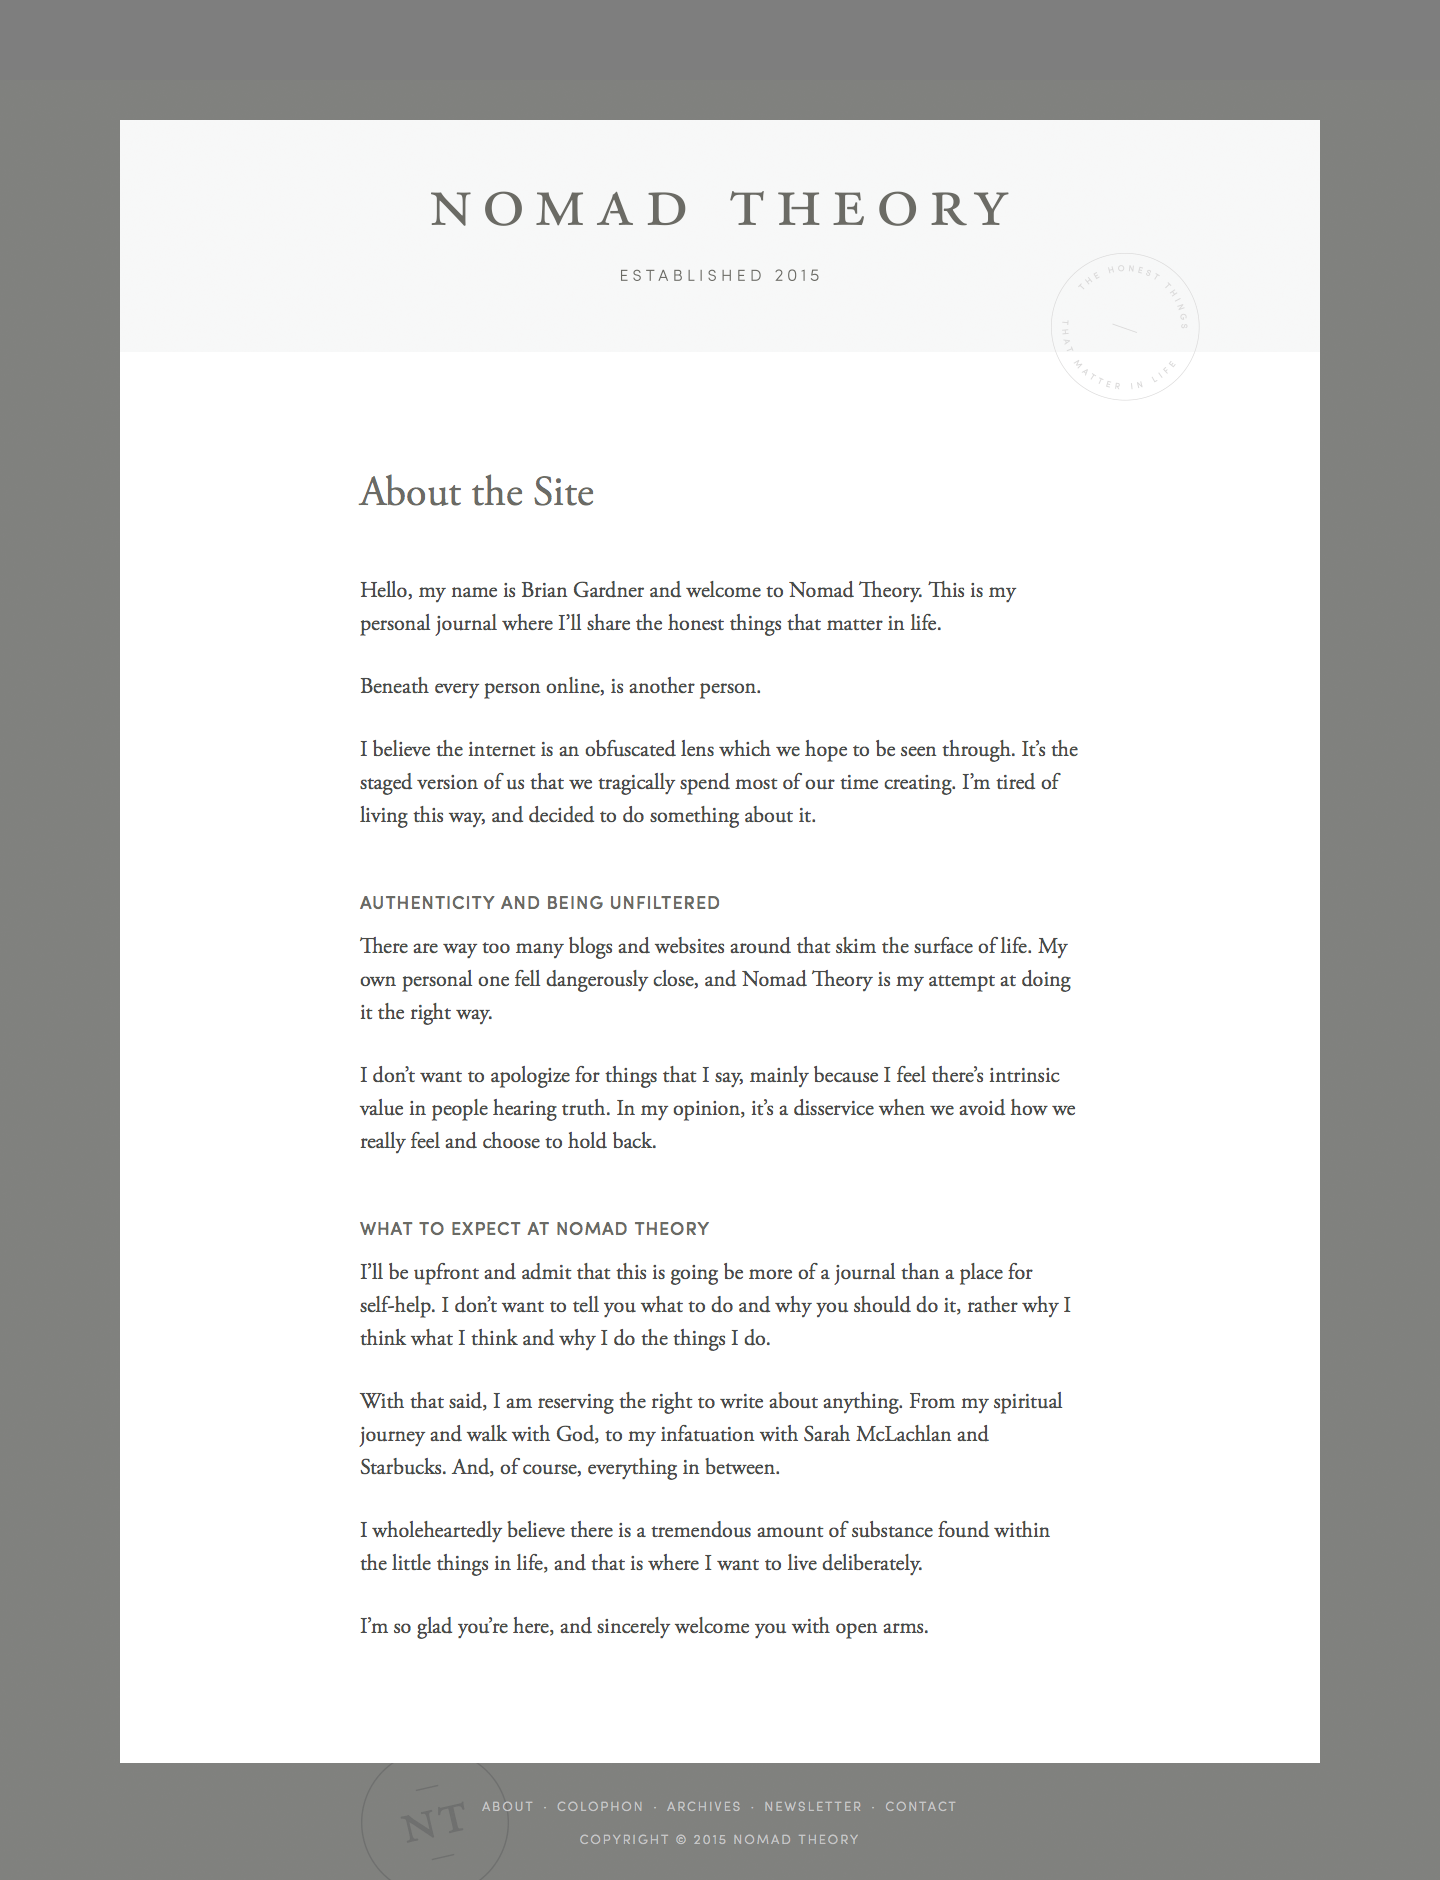 NOMAD THEORY
ESTABLISHED 2015
THE HONEST THINGS
THAT MATTER IN LIFE
About the Site
Hello, my name is Brian Gardner and welcome to Nomad Theory. This is my
personal journal where I’ll share the honest things that matter in life.
Beneath every person online, is another person.
I believe the internet is an obfuscated lens which we hope to be seen through. It’s the
staged version of us that we tragically spend most of our time creating. I’m tired of
living this way, and decided to do something about it.
AUTHENTICITY AND BEING UNFILTERED
There are way too many blogs and websites around that skim the surface of life. My
own personal one fell dangerously close, and Nomad Theory is my attempt at doing
it the right way.
I don’t want to apologize for things that I say, mainly because I feel there’s intrinsic
value in people hearing truth. In my opinion, it’s a disservice when we avoid how we
really feel and choose to hold back.
WHAT TO EXPECT AT NOMAD THEORY
I’ll be upfront and admit that this is going be more of a journal than a place for
self-help. I don’t want to tell you what to do and why you should do it, rather why I
think what I think and why I do the things I do.
With that said, I am reserving the right to write about anything. From my spiritual
journey and walk with God, to my infatuation with Sarah McLachlan and
Starbucks. And, of course, everything in between.
I wholeheartedly believe there is a tremendous amount of substance found within
the little things in life, and that is where I want to live deliberately.
I’m so glad you’re here, and sincerely welcome you with open arms.
NT
ABOUT · COLOPHON · ARCHIVES · NEWSLETTER · CONTACT
COPYRIGHT © 2015 NOMAD THEORY